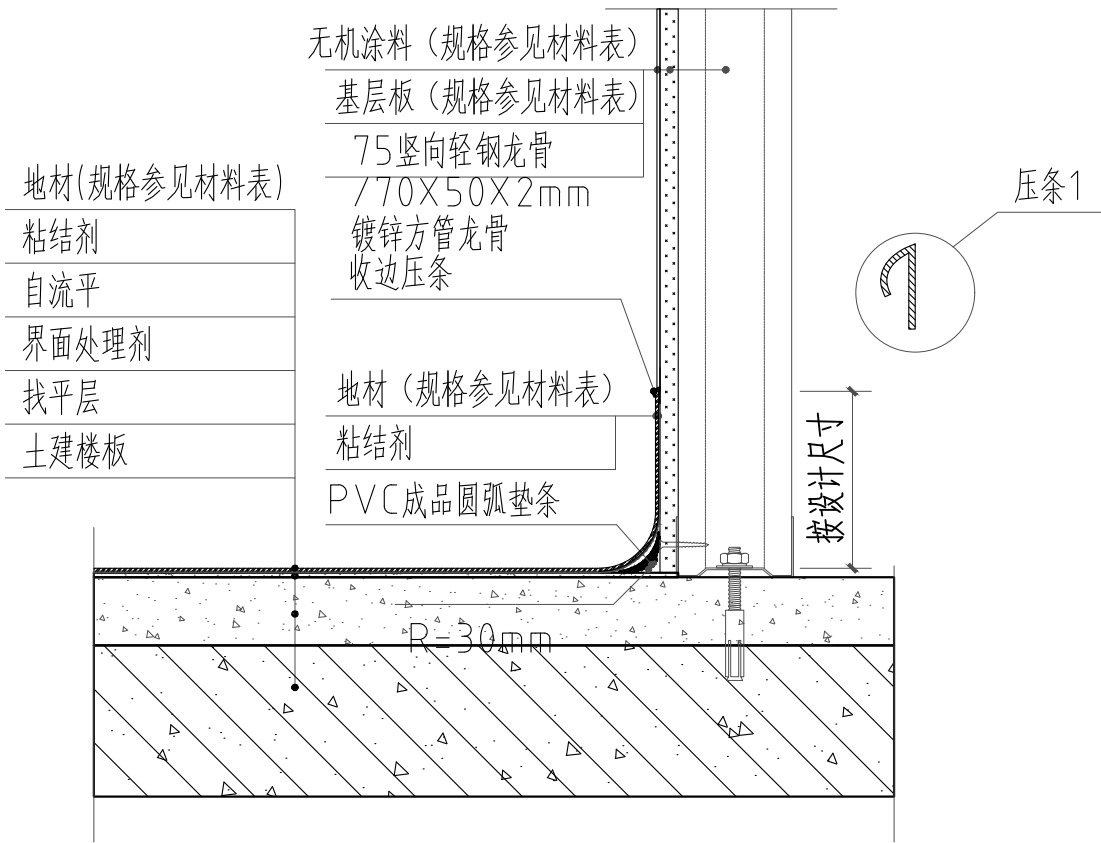 无机涂料（规格参见材料表）
基层板（规格参见材料表）
75竖向轻钢龙骨
/70X50X2mm
镀锌方管龙骨
收边压条
地材(规格参见材料表)
粘结剂
自流平
界面处理剂
找平层
土建楼板
地材（规格参见材料表）
粘结剂
PVC成品圆弧垫条
R=30mm
压条1
按设计尺寸